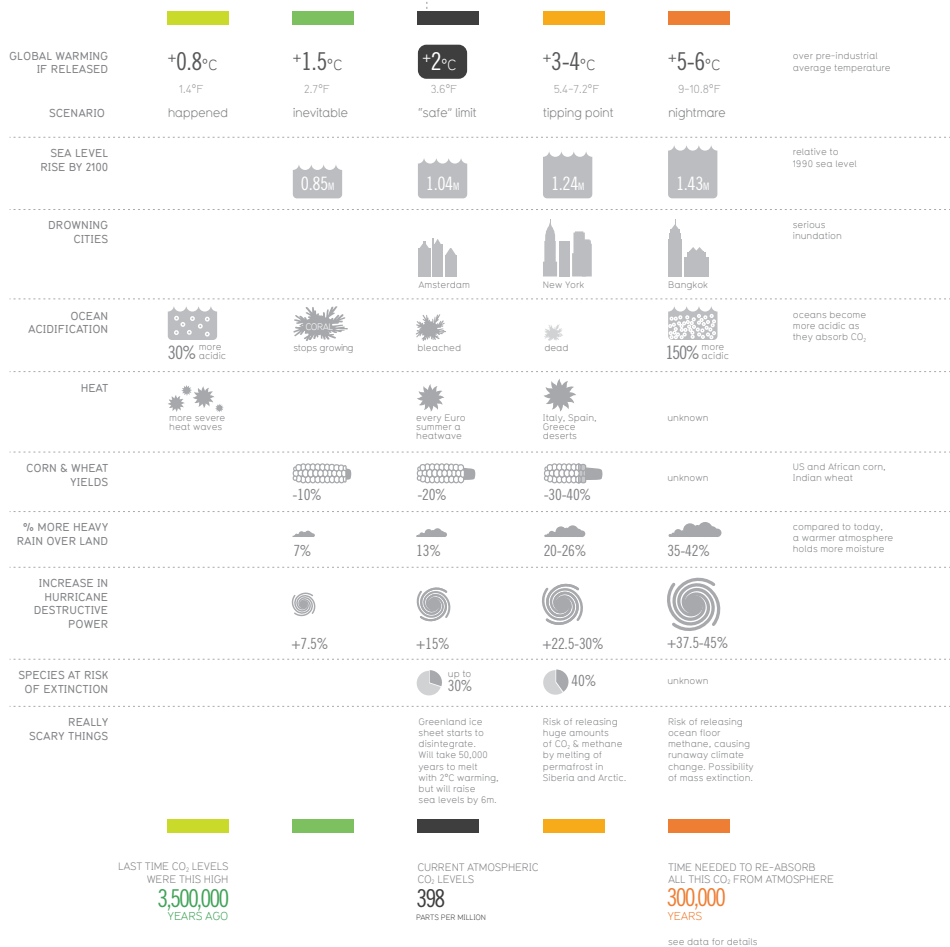 GLOBAL WARMING
IF RELEASED
+0.8°C
+1.5°C
+2°C
+3-4°C
+5-6°C
over pre-industrial
average temperature
1.4°F
2.7°F
3.6°F
5.4-7.2°F
9-10.8°F
SCENARIO
happened
inevitable
"safe" limit
tipping point
nightmare
SEA LEVEL
RISE BY 2100
0.85M
1.04M
1.24M
1.43M
relative to
1990 sea level
DROWNING
CITIES
Amsterdam
New York
Bangkok
serious
inundation
OCEAN
ACIDIFICATION
30% more
acidic
CORAL
stops growing
bleached
dead
150% more
acidic
oceans become
more acidic as
they absorb CO₂
HEAT
more severe
heat waves
every Euro
summer a
heatwave
Italy, Spain,
Greece
deserts
unknown
CORN & WHEAT
YIELDS
-10%
-20%
-30-40%
unknown
US and African corn,
Indian wheat
% MORE HEAVY
RAIN OVER LAND
7%
13%
20-26%
35-42%
compared to today,
a warmer atmosphere
holds more moisture
INCREASE IN
HURRICANE
DESTRUCTIVE
POWER
+7.5%
+15%
+22.5-30%
+37.5-45%
SPECIES AT RISK
OF EXTINCTION
up to
30%
40%
unknown
REALLY
SCARY THINGS
Greenland ice
sheet starts to
disintegrate.
Will take 50,000
years to melt
with 2°C warming,
but will raise
sea levels by 6m.
Risk of releasing
huge amounts
of CO₂ & methane
by melting of
permafrost in
Siberia and Arctic.
Risk of releasing
ocean floor
methane, causing
runaway climate
change. Possibility
of mass extinction.
LAST TIME CO₂ LEVELS
WERE THIS HIGH
3,500,000
YEARS AGO
CURRENT ATMOSPHERIC
CO₂ LEVELS
398
PARTS PER MILLION
TIME NEEDED TO RE-ABSORB
ALL THIS CO₂ FROM ATMOSPHERE
300,000
YEARS
see data for details